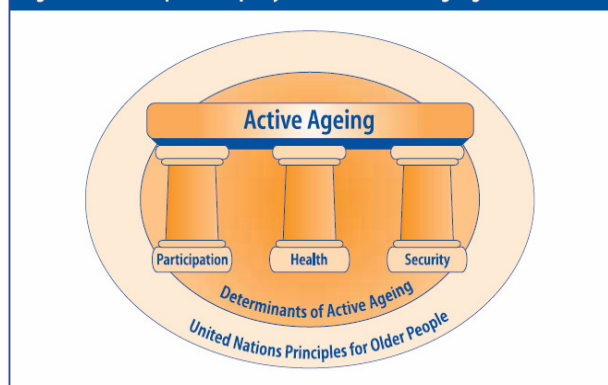 Active Ageing
Participation
Health
Security
Determinants of Active Ageing
United Nations Principles for Older People